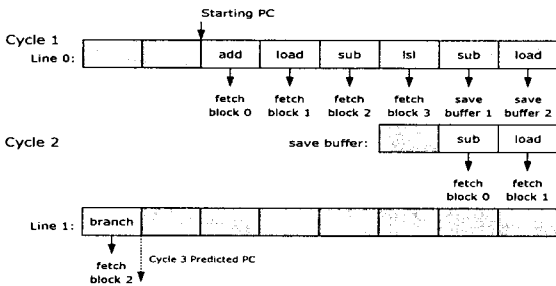 Starting PC
Cycle 1
Line 0:
add load sub lsl sub load
fetch block 0 fetch block 1 fetch block 2 fetch block 3 save buffer 1 save buffer 2
Cycle 2
save buffer: sub load
fetch block 0 fetch block 1
Line 1: branch
fetch block 2
Cycle 3 Predicted PC